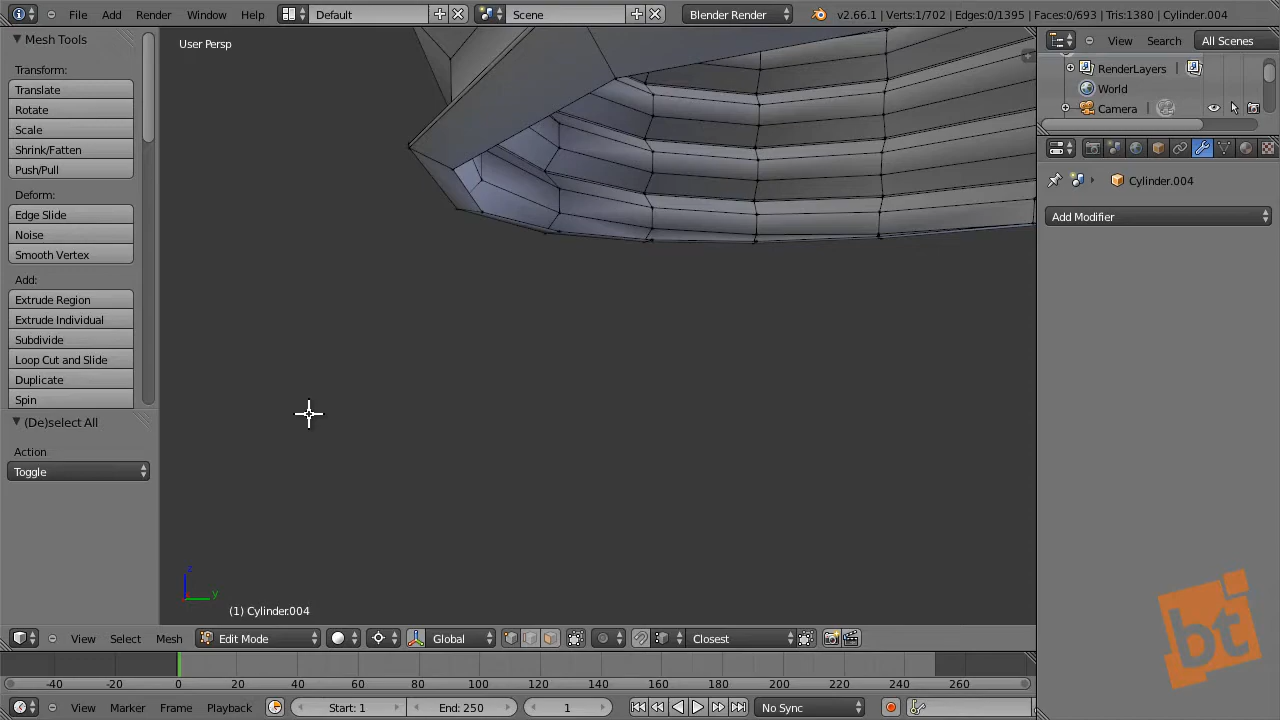 File Add Render Window Help Default Scene Blender Render v2.66.1 | Verts:1/702 | Edges:0/1395 | Faces:0/693 | Tris:1380 | Cylinder.004
Mesh Tools
Transform:
Translate
Rotate
Scale
Shrink/Fatten
Push/Pull
Deform:
Edge Slide
Noise
Smooth Vertex
Add:
Extrude Region
Extrude Individual
Subdivide
Loop Cut and Slide
Duplicate
Spin
(De)select All
Action
Toggle
User Persp
z
y
(1) Cylinder.004
View Search All Scenes
RenderLayers
World
Camera
Cylinder.004
Add Modifier
View Select Mesh Edit Mode Global Closest
-40 -20 0 20 40 60 80 100 120 140 160 180 200 220 240 260
View Marker Frame Playback Start: 1 End: 250 1 No Sync
bt